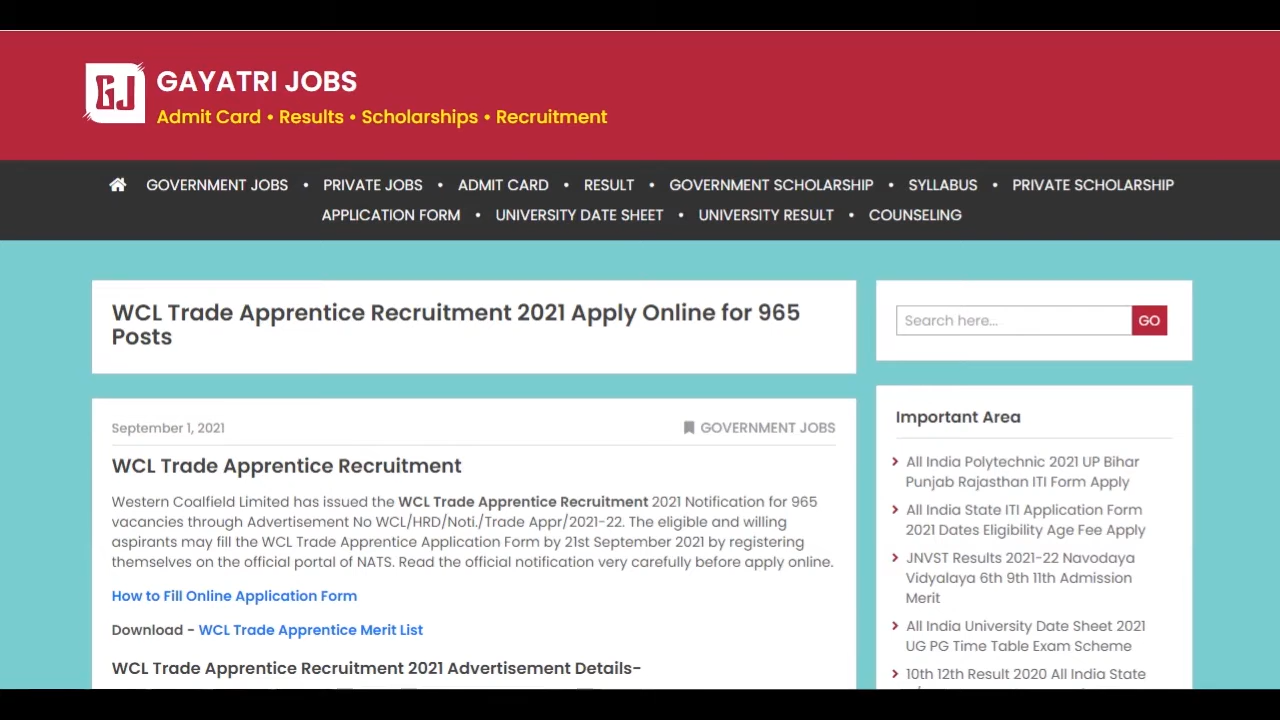 GJ
GAYATRI JOBS
Admit Card • Results • Scholarships • Recruitment
GOVERNMENT JOBS • PRIVATE JOBS • ADMIT CARD • RESULT • GOVERNMENT SCHOLARSHIP • SYLLABUS • PRIVATE SCHOLARSHIP
APPLICATION FORM • UNIVERSITY DATE SHEET • UNIVERSITY RESULT • COUNSELING
WCL Trade Apprentice Recruitment 2021 Apply Online for 965
Posts
September 1, 2021
GOVERNMENT JOBS
WCL Trade Apprentice Recruitment
Western Coalfield Limited has issued the WCL Trade Apprentice Recruitment 2021 Notification for 965
vacancies through Advertisement No WCL/HRD/Noti./Trade Appr/2021-22. The eligible and willing
aspirants may fill the WCL Trade Apprentice Application Form by 21st September 2021 by registering
themselves on the official portal of NATS. Read the official notification very carefully before apply online.
How to Fill Online Application Form
Download - WCL Trade Apprentice Merit List
WCL Trade Apprentice Recruitment 2021 Advertisement Details-
Search here...
GO
Important Area
All India Polytechnic 2021 UP Bihar
Punjab Rajasthan ITI Form Apply
All India State ITI Application Form
2021 Dates Eligibility Age Fee Apply
JNVST Results 2021-22 Navodaya
Vidyalaya 6th 9th 11th Admission
Merit
All India University Date Sheet 2021
UG PG Time Table Exam Scheme
10th 12th Result 2020 All India State